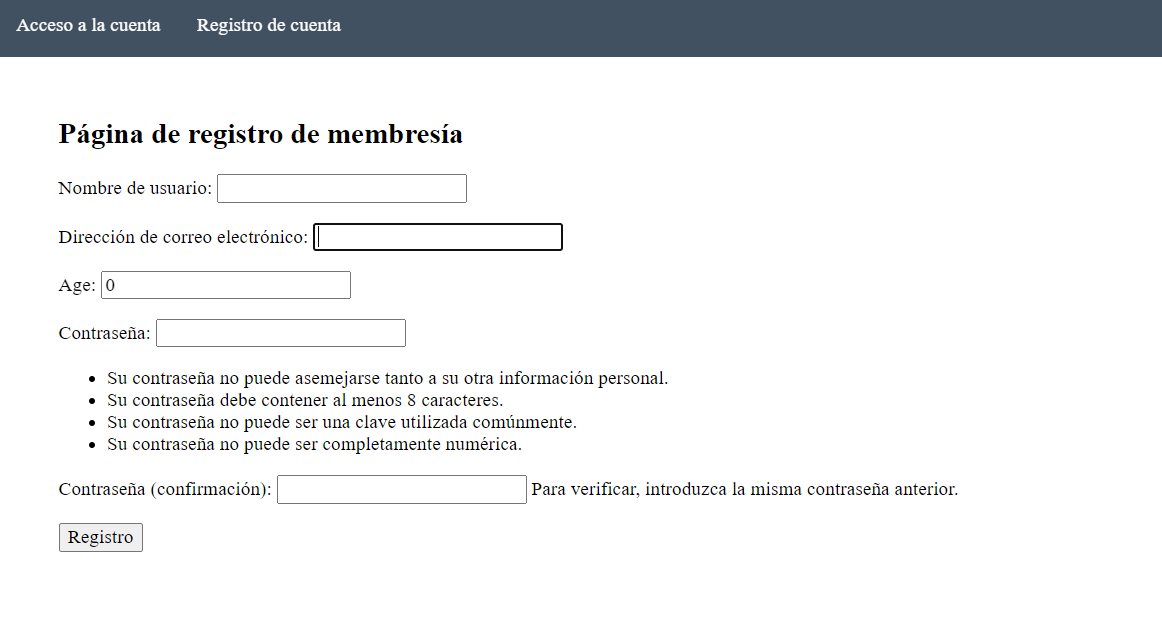 Acceso a la cuenta Registro de cuenta
Página de registro de membresía
Nombre de usuario:
Dirección de correo electrónico:
Age: 0
Contraseña:
• Su contraseña no puede asemejarse tanto a su otra información personal.
• Su contraseña debe contener al menos 8 caracteres.
• Su contraseña no puede ser una clave utilizada comúnmente.
• Su contraseña no puede ser completamente numérica.
Contraseña (confirmación): Para verificar, introduzca la misma contraseña anterior.
Registro